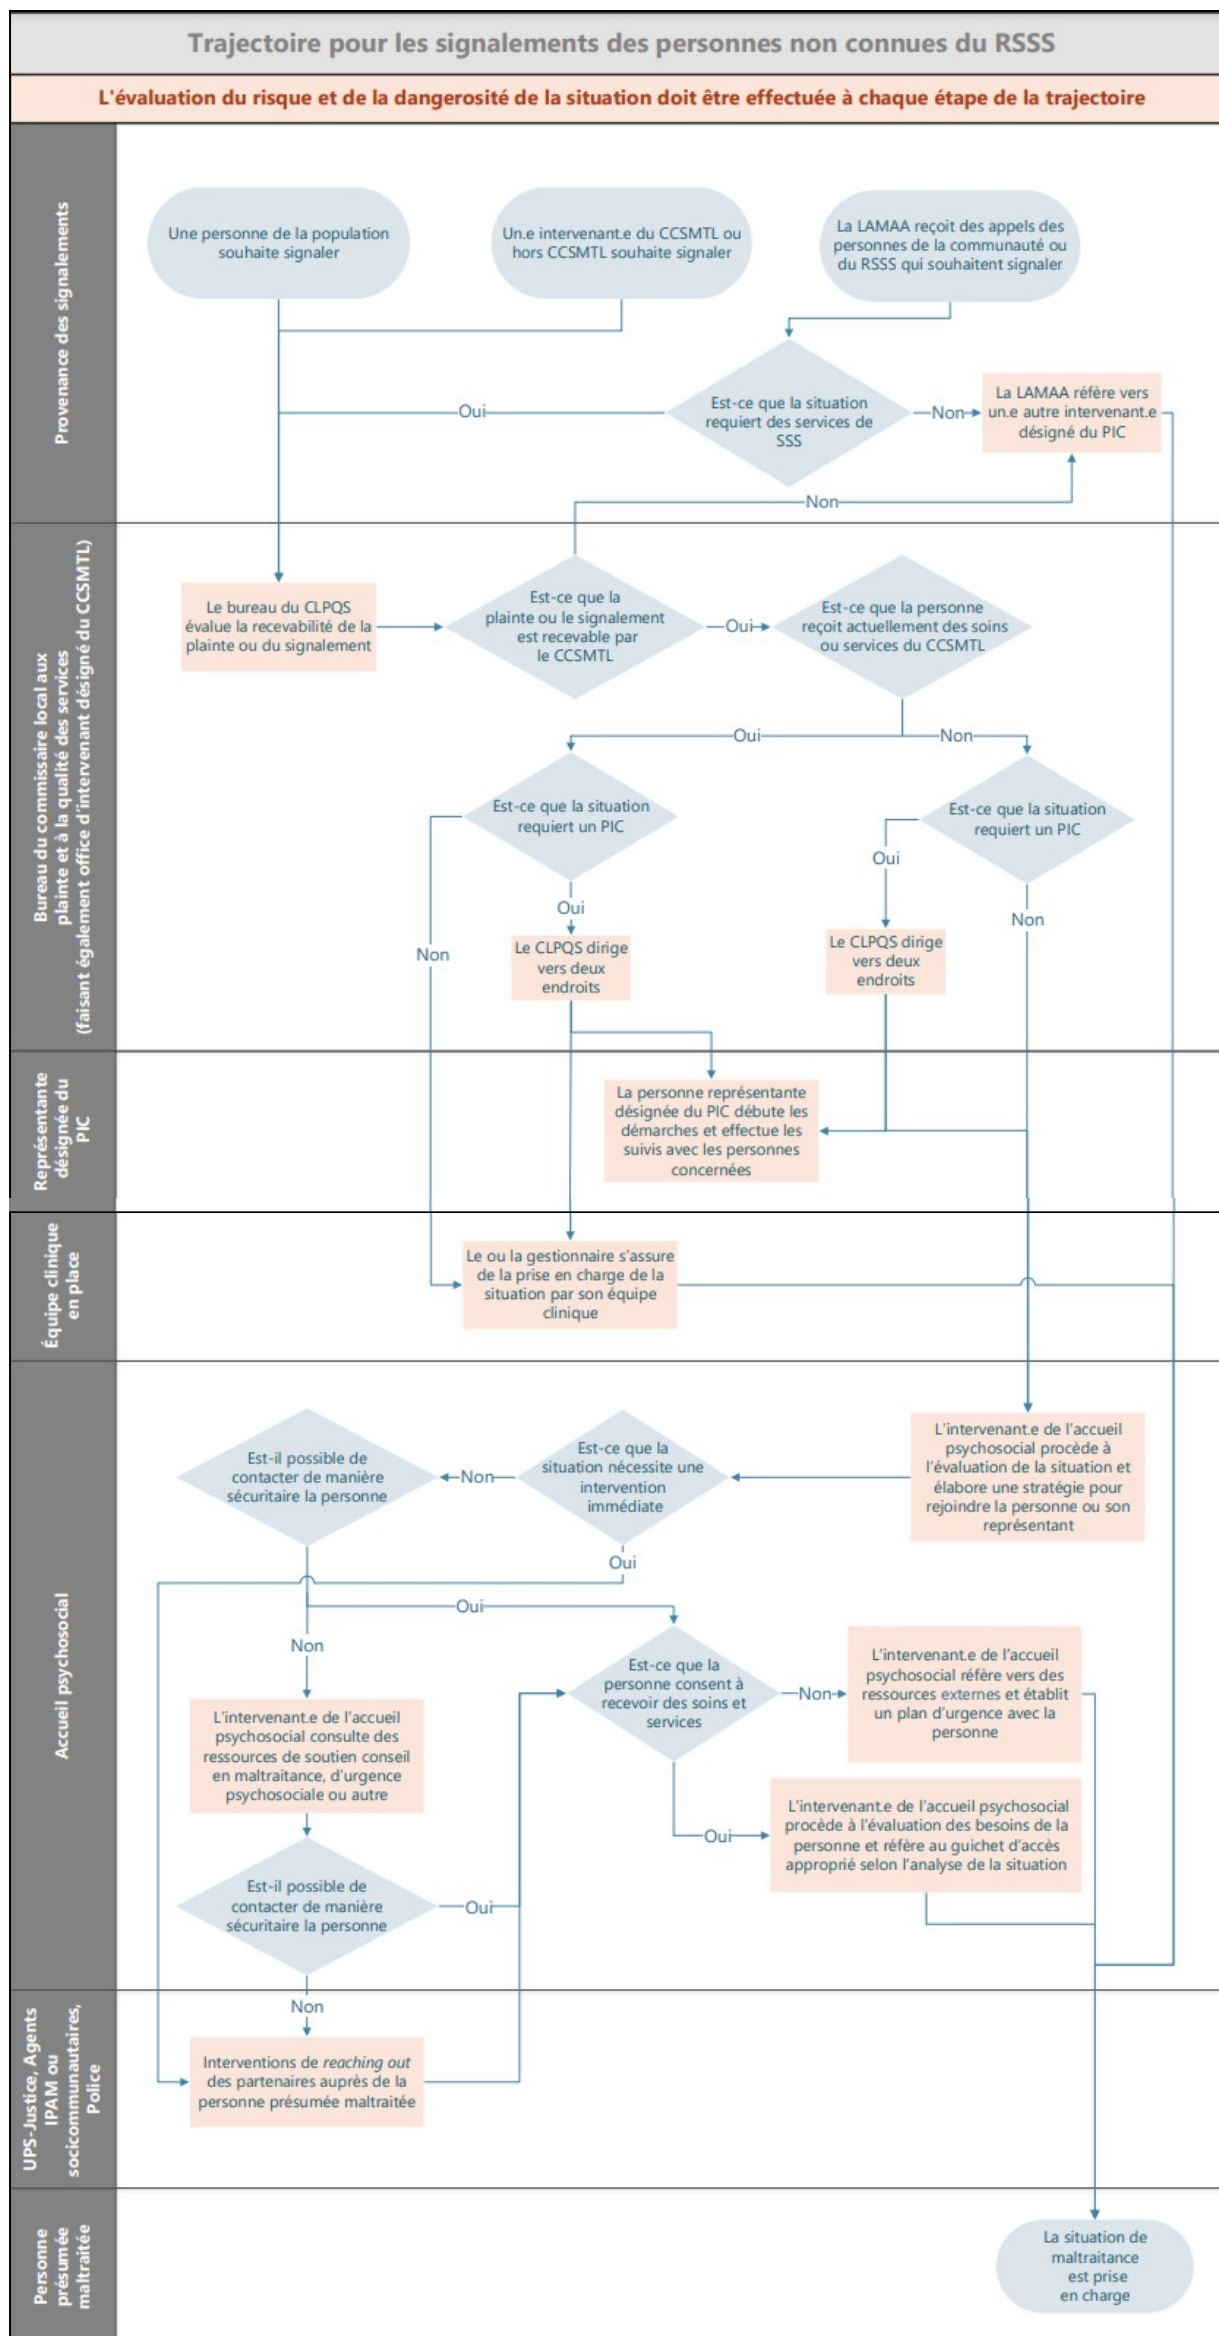 Trajectoire pour les signalements des personnes non connues du RSSS
L'évaluation du risque et de la dangerosité de la situation doit être effectuée à chaque étape de la trajectoire
Provenance des signalements
Une personne de la population
souhaite signaler
Un.e intervenant.e du CCSMTL ou
hors CCSMTL souhaite signaler
La LAMAA reçoit des appels des
personnes de la communauté ou
du RSSS qui souhaitent signaler
Est-ce que la situation
requiert des services de
SSS
Oui
Non
La LAMAA réfère vers
un.e autre intervenant.e
désigné du PIC
Non
Bureau du commissaire local aux
plainte et à la qualité des services
(faisant également office d'intervenant désigné du CCSMTL)
Le bureau du CLPQS
évalue la recevabilité de la
plainte ou du signalement
Est-ce que la
plainte ou le signalement
est recevable par
le CCSMTL
Oui
Est-ce que la personne
reçoit actuellement des soins
ou services du CCSMTL
Oui
Non
Est-ce que la situation
requiert un PIC
Est-ce que la situation
requiert un PIC
Oui
Oui
Non
Non
Le CLPQS dirige
vers deux
endroits
Le CLPQS dirige
vers deux
endroits
Représentante
désignée du
PIC
La personne représentante
désignée du PIC débute les
démarches et effectue les
suivis avec les personnes
concernées
Équipe clinique
en place
Le ou la gestionnaire s'assure
de la prise en charge de la
situation par son équipe
clinique
Accueil psychosocial
Est-il possible de
contacter de manière
sécuritaire la personne
Non
Est-ce que la
situation nécessite une
intervention
immédiate
L'intervenant.e de l'accueil
psychosocial procède à
l'évaluation de la situation et
élabore une stratégie pour
rejoindre la personne ou son
représentant
Oui
Oui
Non
Est-ce que la
personne consent à
recevoir des soins et
services
Non
L'intervenant.e de l'accueil
psychosocial réfère vers des
ressources externes et établit
un plan d'urgence avec la
personne
L'intervenant.e de l'accueil
psychosocial consulte des
ressources de soutien conseil
en maltraitance, d'urgence
psychosociale ou autre
Oui
L'intervenant.e de l'accueil psychosocial
procède à l'évaluation des besoins de la
personne et réfère au guichet d'accès
approprié selon l'analyse de la situation
Est-il possible de
contacter de manière
sécuritaire la personne
Oui
Non
UPS-Justice, Agents
IPAM ou
socicommunautaires,
Police
Interventions de reaching out
des partenaires auprès de la
personne présumée maltraitée
Personne
présumée
maltraitée
La situation de
maltraitance
est prise
en charge